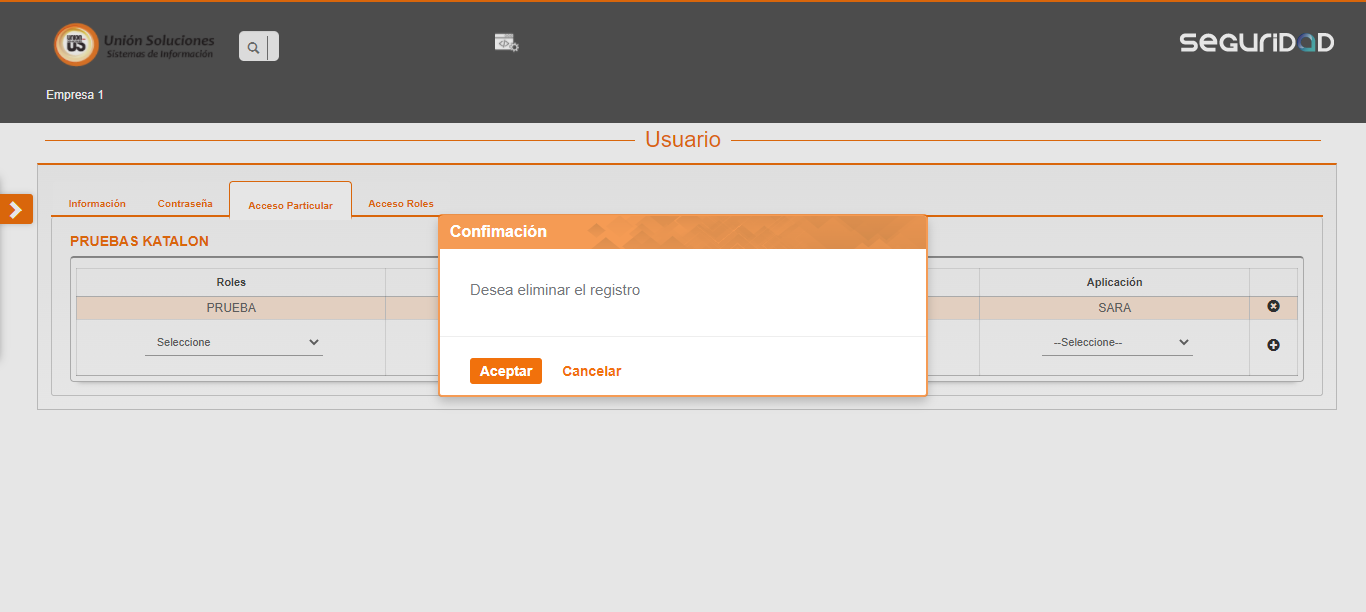 Unión Soluciones
Sistemas de Información
SEGURIDAD
Empresa 1
Usuario
Información
Contraseña
Acceso Particular
Acceso Roles
PRUEBAS KATALON
Confimación
Roles
Aplicación
Desea eliminar el registro
PRUEBA
SARA
Seleccione
--Seleccione--
Aceptar
Cancelar